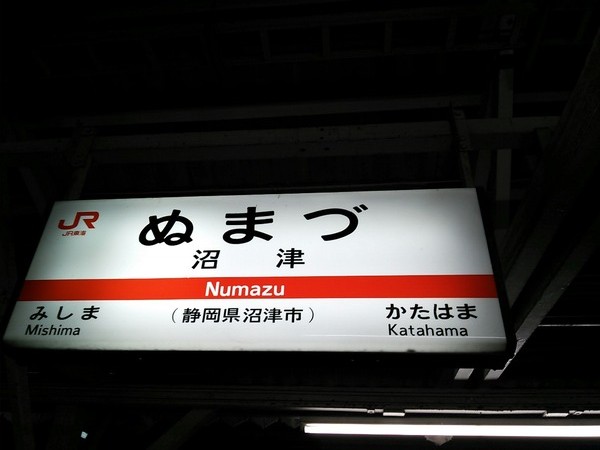 JR
JR東海
ぬまづ
沼津
Numazu
みしま
Mishima
(静岡県沼津市)
かたはま
Katahama